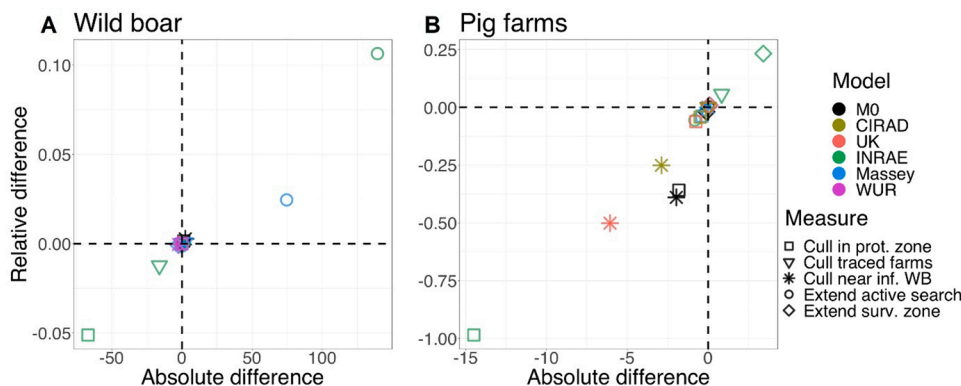 A Wild boar
B Pig farms
Relative difference
0.10
0.05
0.00
-0.05
-50
0
50
100
Absolute difference
0.25
0.00
-0.25
-0.50
-0.75
-1.00
-15
-10
-5
0
Absolute difference
Model
M0
CIRAD
UK
INRAE
Massey
WUR
Measure
Cull in prot. zone
Cull traced farms
Cull near inf. WB
Extend active search
Extend surv. zone